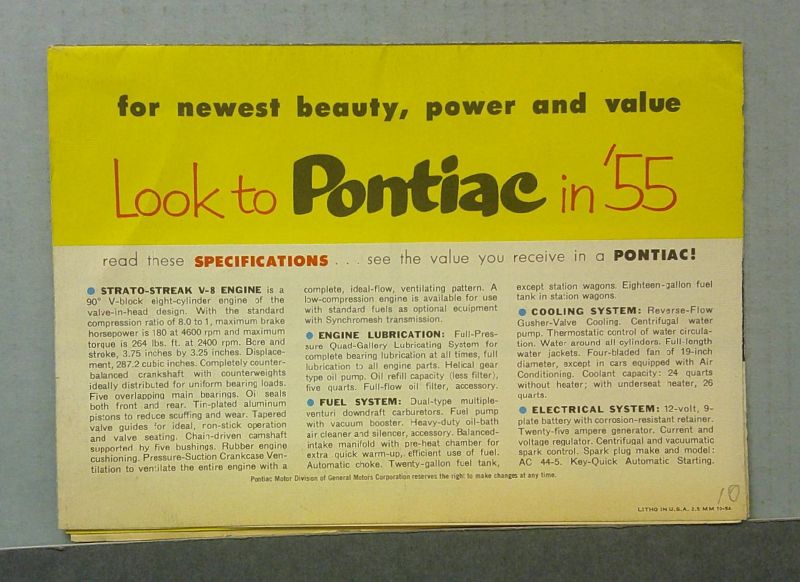 for newest beauty, power and value
Look to Pontiac in '55
read these SPECIFICATIONS . . . see the value you receive in a PONTIAC!
● STRATO-STREAK V-8 ENGINE is a
90° V-block eight-cylinder engine of the
valve-in-head design. With the standard
compression ratio of 8.0 to 1, maximum brake
horsepower is 180 at 4600 rpm and maximum
torque is 264 lbs. ft. at 2400 rpm. Bore and
stroke, 3.75 inches by 3.25 inches. Displace-
ment, 287.2 cubic inches. Completely counter-
balanced crankshaft with counterweights
ideally distributed for uniform bearing loads.
Five overlapping main bearings. Oil seals
both front and rear. Tin-plated aluminum
pistons to reduce scuffing and wear. Tapered
valve guides for ideal, non-stick operation
and valve seating. Chain-driven camshaft
supported by five bushings. Rubber engine
cushioning. Pressure-Suction Crankcase Ven-
tilation to ventilate the entire engine with a
complete, ideal-flow, ventilating pattern. A
low-compression engine is available for use
with standard fuels as optional equipment
with Synchromesh transmission.
● ENGINE LUBRICATION: Full-Pres-
sure Quad-Gallery Lubricating System for
complete bearing lubrication at all times, full
lubrication to all engine parts. Helical gear
type oil pump. Oil refill capacity (less filter),
five quarts. Full-flow oil filter, accessory.
● FUEL SYSTEM: Dual-type multiple-
venturi downdraft carburetors. Fuel pump
with vacuum booster. Heavy-duty oil-bath
air cleaner and silencer, accessory. Balanced-
intake manifold with pre-heat chamber for
extra quick warm-up, efficient use of fuel.
Automatic choke. Twenty-gallon fuel tank,
except station wagons. Eighteen-gallon fuel
tank in station wagons.
● COOLING SYSTEM: Reverse-Flow
Gusher-Valve Cooling. Centrifugal water
pump. Thermostatic control of water circula-
tion. Water around all cylinders. Full-length
water jackets. Four-bladed fan of 19-inch
diameter, except in cars equipped with Air
Conditioning. Coolant capacity: 24 quarts
without heater; with underseat heater, 26
quarts.
● ELECTRICAL SYSTEM: 12-volt, 9-
plate battery with corrosion-resistant retainer.
Twenty-five ampere generator. Current and
voltage regulator. Centrifugal and vacuumatic
spark control. Spark plug make and model:
AC 44-5. Key-Quick Automatic Starting.
Pontiac Motor Division of General Motors Corporation reserves the right to make changes at any time.
10
LITHO IN U.S.A. 2.5 MM 10-54